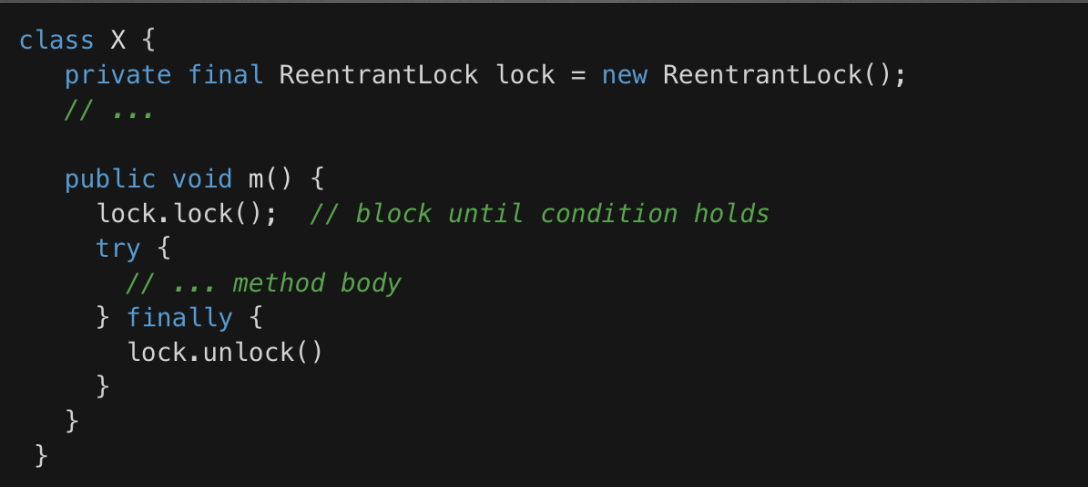 class X {
   private final ReentrantLock lock = new ReentrantLock();
   // ...

   public void m() {
     lock.lock();  // block until condition holds
     try {
       // ... method body
     } finally {
       lock.unlock()
     }
   }
 }